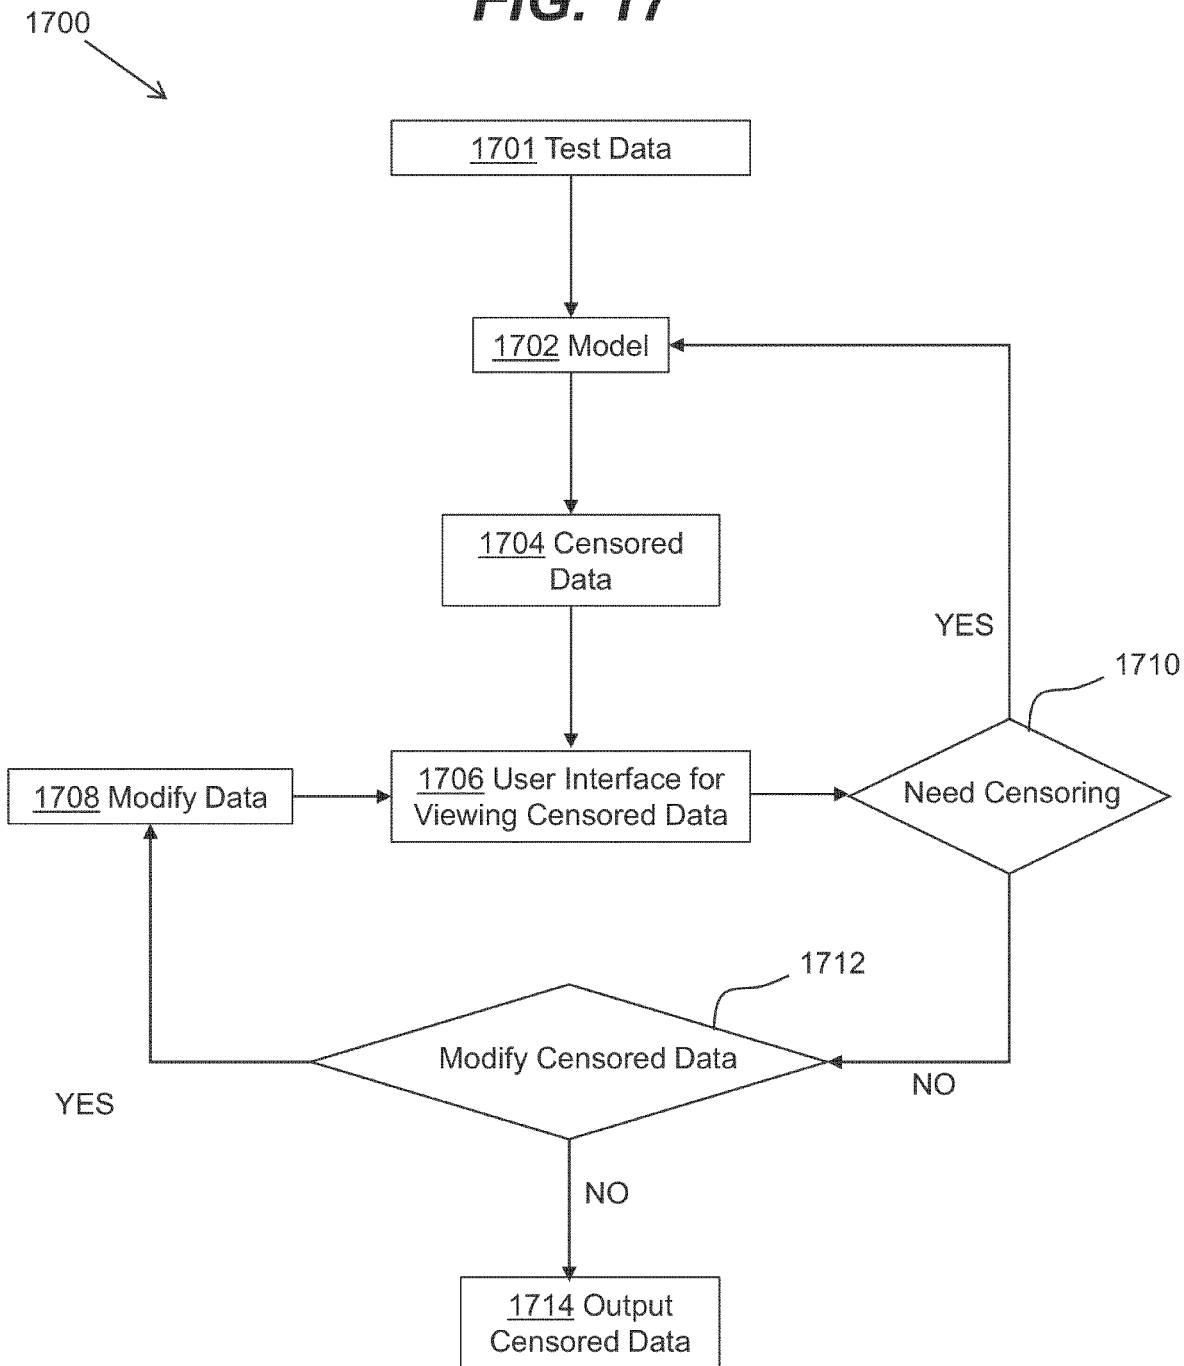 FIG. 17
1700
1701 Test Data
1702 Model
1704 Censored
Data
YES
1710
1708 Modify Data
1706 User Interface for
Viewing Censored Data
Need Censoring
1712
Modify Censored Data
NO
YES
NO
1714 Output
Censored Data